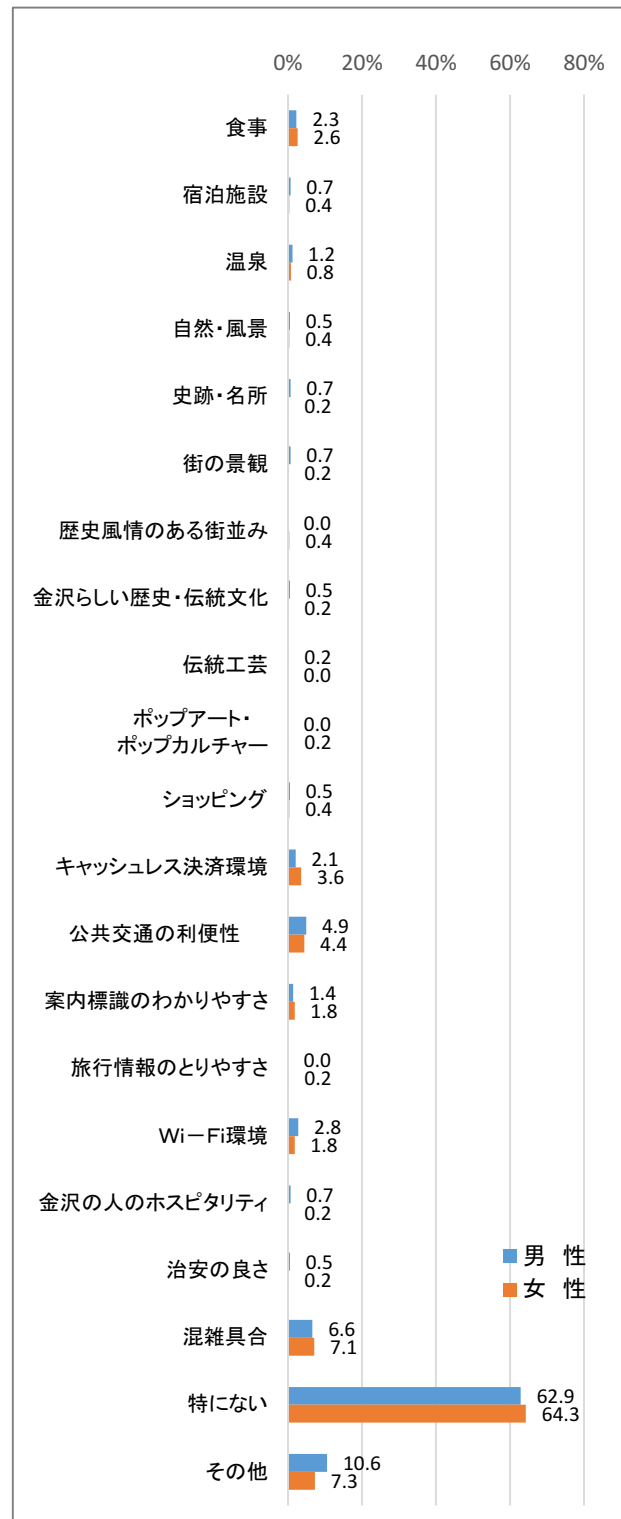 0% 20% 40% 60% 80%
食事 2.3
2.6
宿泊施設 0.7
0.4
温泉 1.2
0.8
自然・風景 0.5
0.4
史跡・名所 0.7
0.2
街の景観 0.7
0.2
歴史風情のある街並み 0.0
0.4
金沢らしい歴史・伝統文化 0.5
0.2
伝統工芸 0.2
0.0
ポップアート・
ポップカルチャー 0.0
0.2
ショッピング 0.5
0.4
キャッシュレス決済環境 2.1
3.6
公共交通の利便性 4.9
4.4
案内標識のわかりやすさ 1.4
1.8
旅行情報のとりやすさ 0.0
0.2
Wi－Fi環境 2.8
1.8
金沢の人のホスピタリティ 0.7
0.2
治安の良さ 0.5
0.2
男 性
女 性
混雑具合 6.6
7.1
特にない 62.9
64.3
その他 10.6
7.3